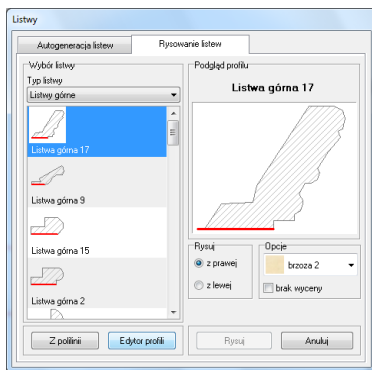 Listwy
Autogeneracja listew
Rysowanie listew
Wybór listwy
Typ listwy
Listwy górne
Listwa górna 17
Listwa górna 9
Listwa górna 15
Listwa górna 2
Podgląd profilu
Listwa górna 17
Rysuj
z prawej
z lewej
Opcje
brzoza 2
brak wyceny
Z polilinii
Edytor profili
Rysuj
Anuluj